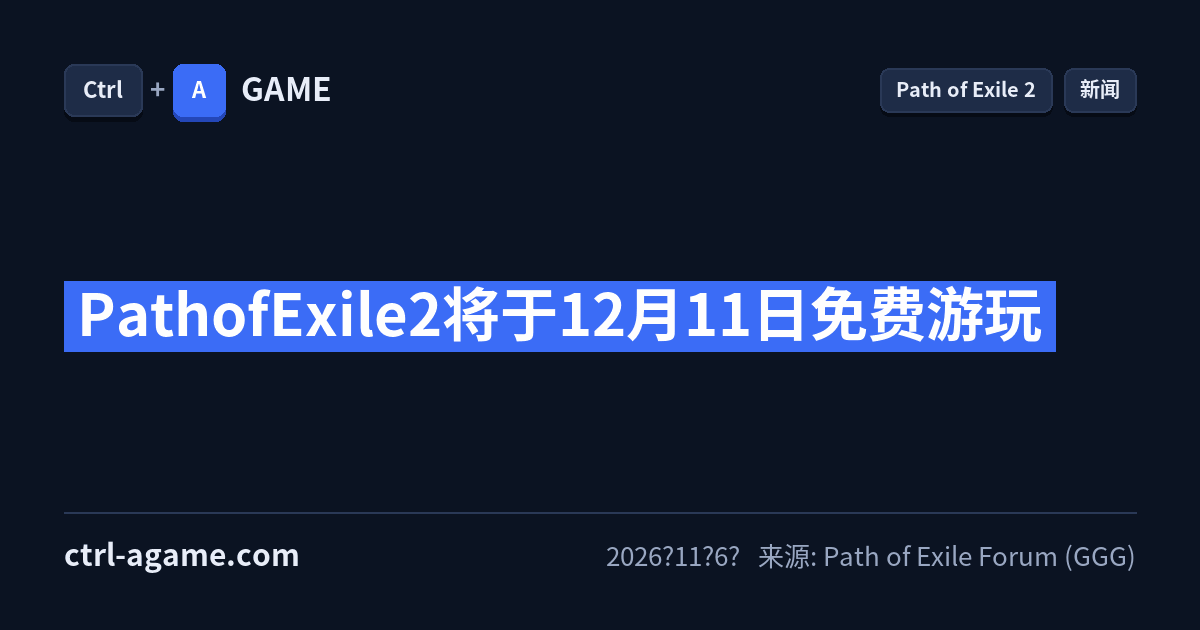 Ctrl + A GAME
Path of Exile 2 新闻
PathofExile2将于12月11日免费游玩
ctrl-agame.com
2026?11?6? 来源: Path of Exile Forum (GGG)